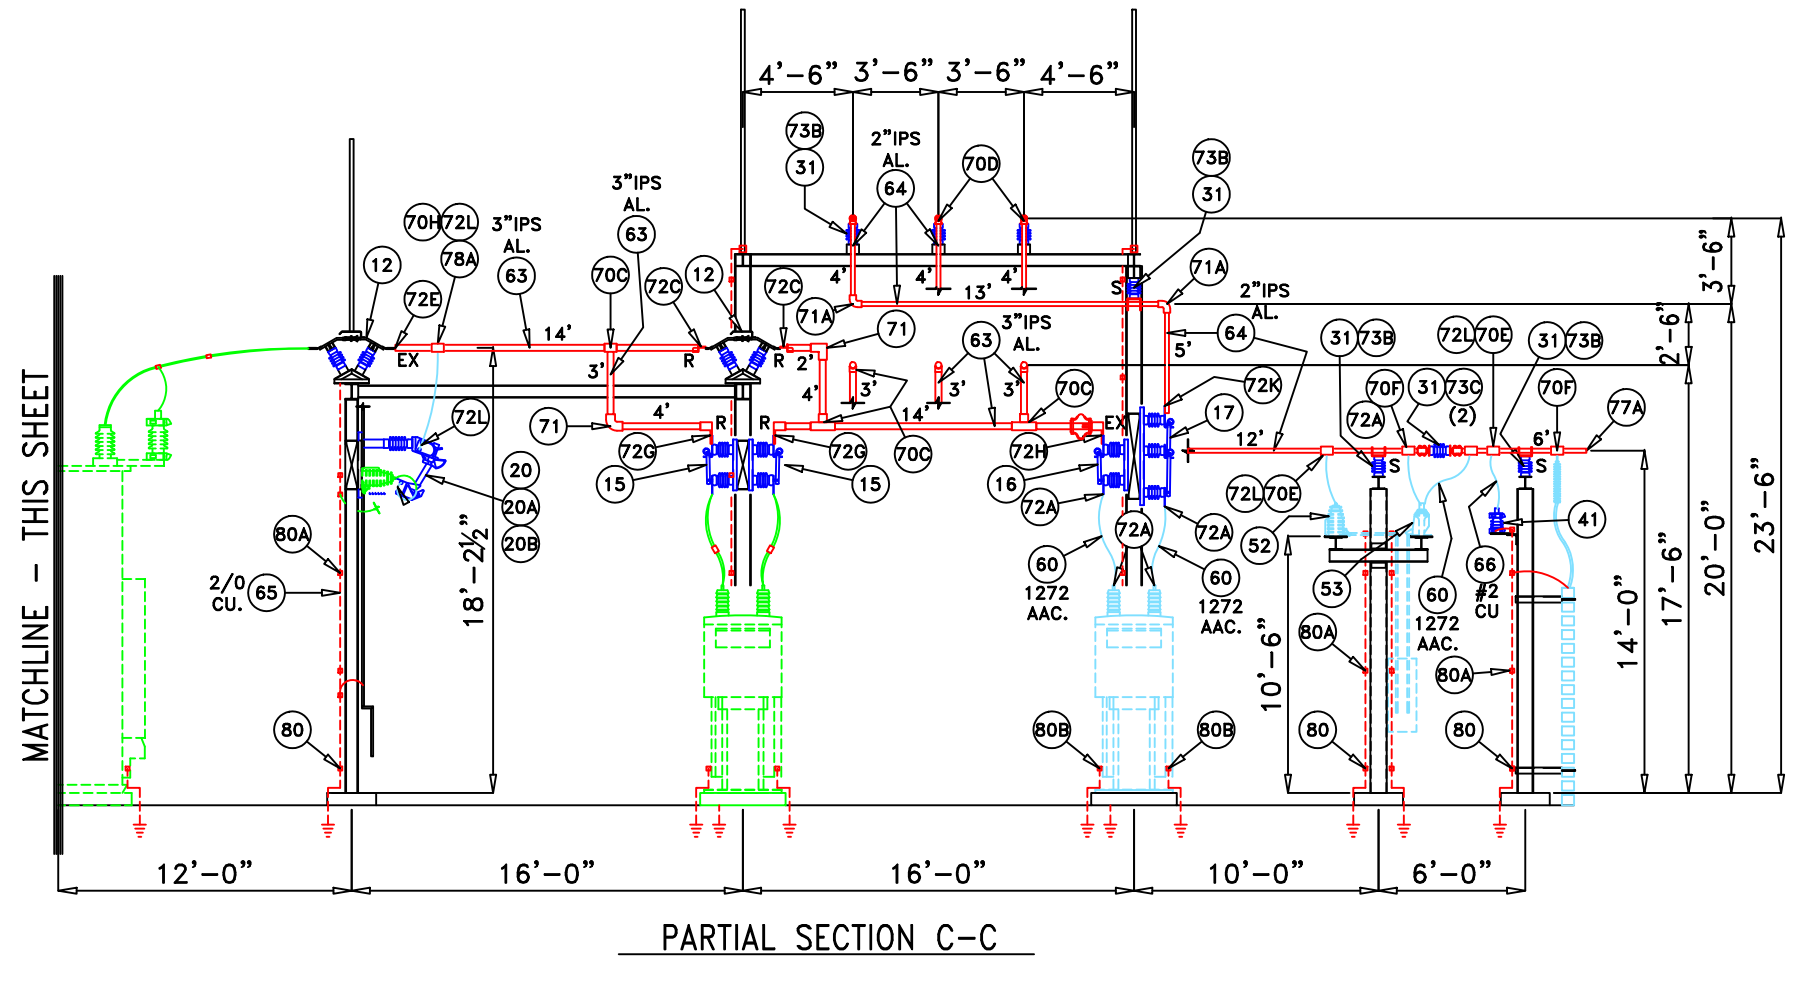 4'-6" 3'-6" 3'-6" 4'-6"
73B
31
2"IPS
AL.
64
70D
73B
31
3"IPS
AL.
63
70H 72L
78A
3"IPS
AL.
63
12
72E
70C
72C
12
72C
4' 4' 4'
S
71A
13'
71A
2"IPS
AL.
64
3'-6"
2'-6"
EX
14'
R
R
2'
71
63
3"IPS
AL.
5'
31 73B
72L 70E
31 73B
3'
4'
3' 3' 3'
72K
70F
31 73C
(2)
70F
77A
72A
71
4'
R
R
14'
70C
EX
17
72L
72G
72G
70C
72H
12'
6'
S
S
15
15
16
20
20A
20B
72A
72A
72A
72L 70E
52
53
60
1272
AAC.
66
#2
CU
41
80A
2/0
CU.
65
18'-2½"
60
1272
AAC.
60
1272
AAC.
80A
80A
10'-6"
14'-0"
17'-6"
20'-0"
23'-6"
80
80B
80B
80
80
MATCHLINE - THIS SHEET
12'-0" 16'-0" 16'-0" 10'-0" 6'-0"
PARTIAL SECTION C-C